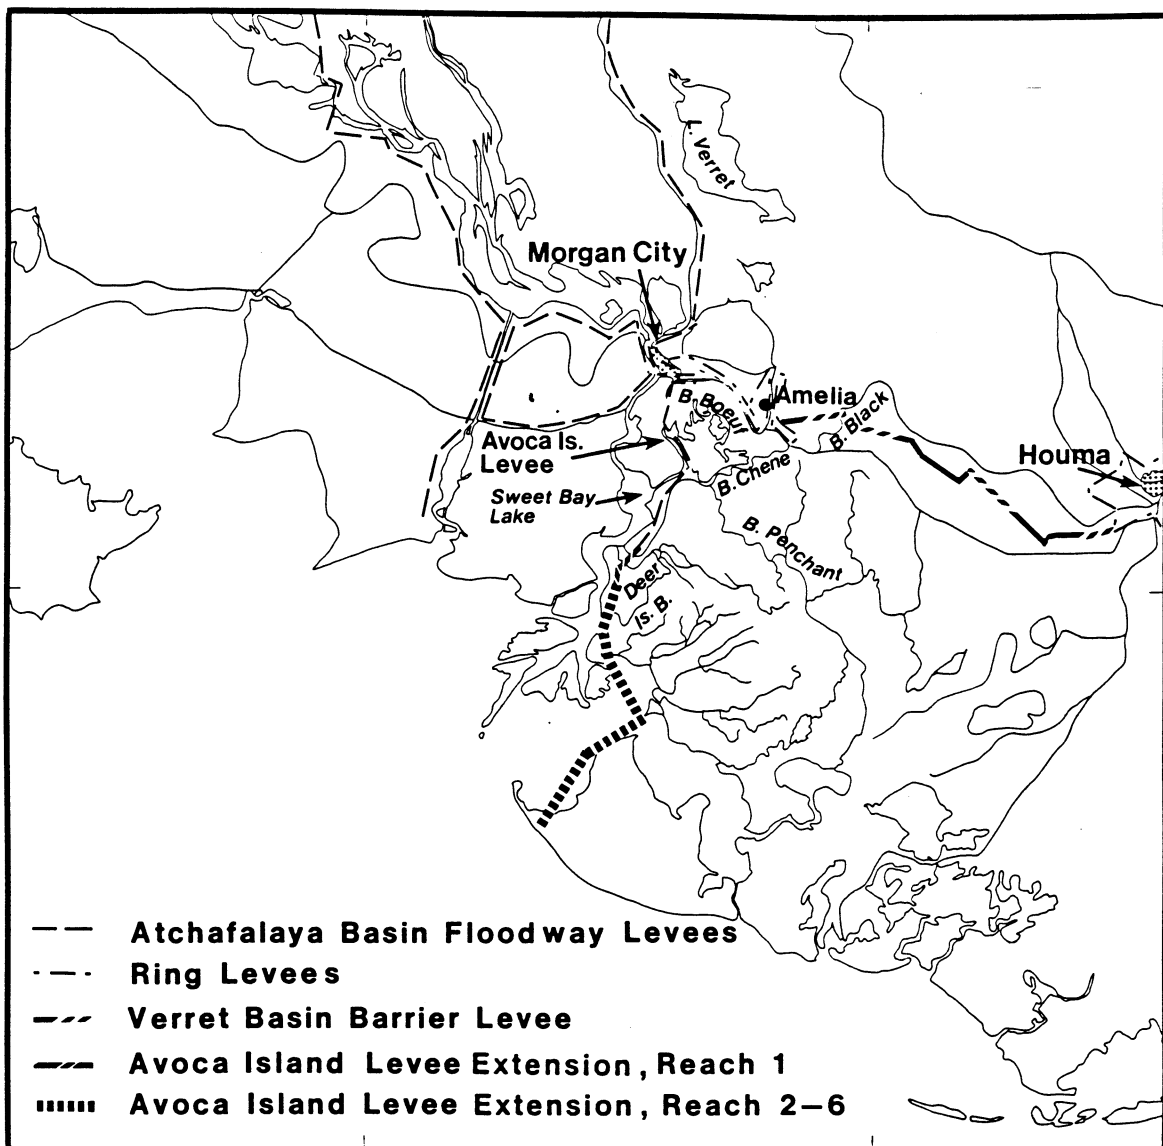 L. Verret
Morgan City
Amelia
B. Boeuf
B. Black
Avoca Is.
Levee
Houma
B. Chene
Sweet Bay
Lake
B. Penchant
Deer
Is. B.
Atchafalaya Basin Floodway Levees
Ring Levees
Verret Basin Barrier Levee
Avoca Island Levee Extension, Reach 1
Avoca Island Levee Extension, Reach 2–6